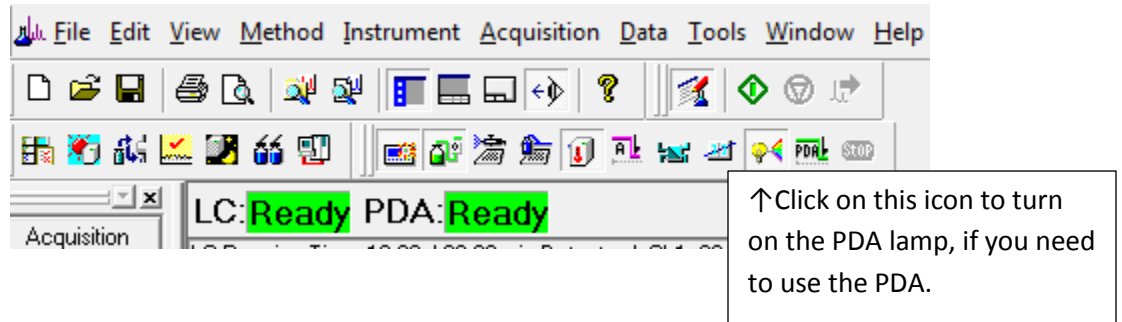 File Edit View Method Instrument Acquisition Data Tools Window Help
PDA STOP
LC:Ready PDA:Ready
Acquisition
↑Click on this icon to turn
on the PDA lamp, if you need
to use the PDA.